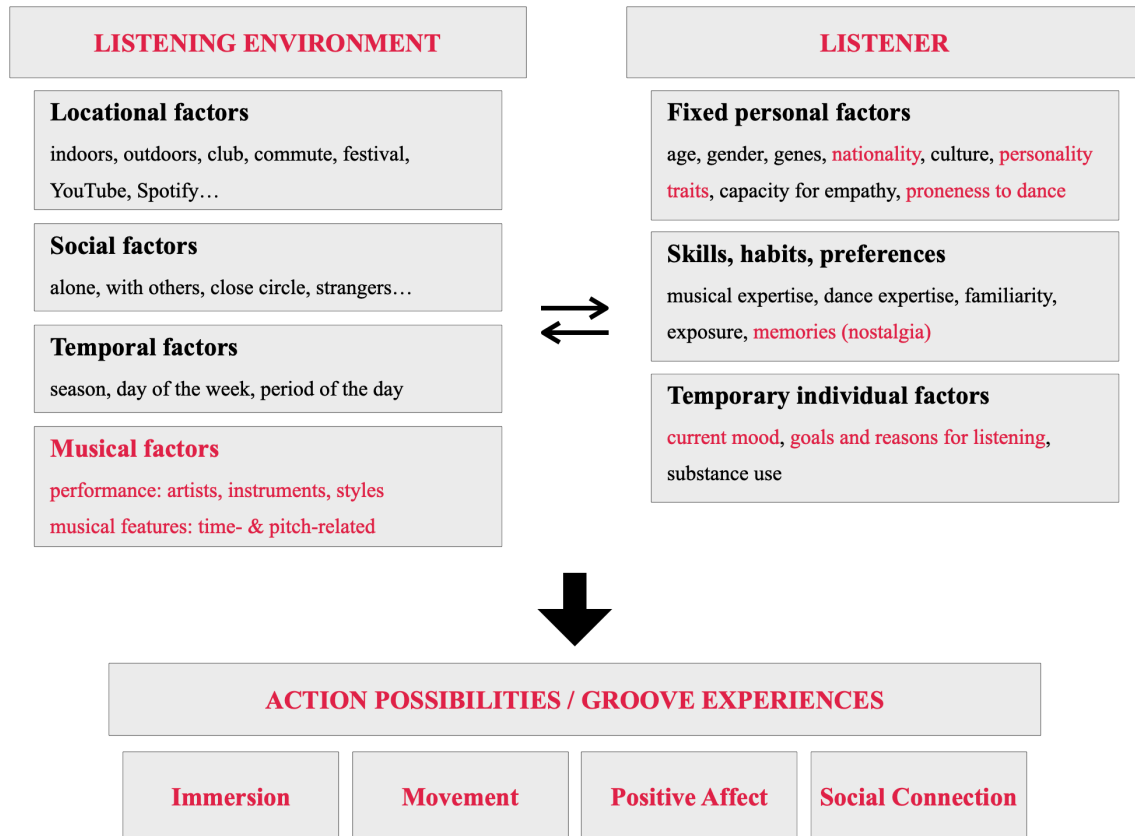 LISTENING ENVIRONMENT
Locational factors
indoors, outdoors, club, commute, festival,
YouTube, Spotify…
Social factors
alone, with others, close circle, strangers…
Temporal factors
season, day of the week, period of the day
Musical factors
performance: artists, instruments, styles
musical features: time- & pitch-related
LISTENER
Fixed personal factors
age, gender, genes, nationality, culture, personality
traits, capacity for empathy, proneness to dance
Skills, habits, preferences
musical expertise, dance expertise, familiarity,
exposure, memories (nostalgia)
Temporary individual factors
current mood, goals and reasons for listening,
substance use
ACTION POSSIBILITIES / GROOVE EXPERIENCES
Immersion
Movement
Positive Affect
Social Connection